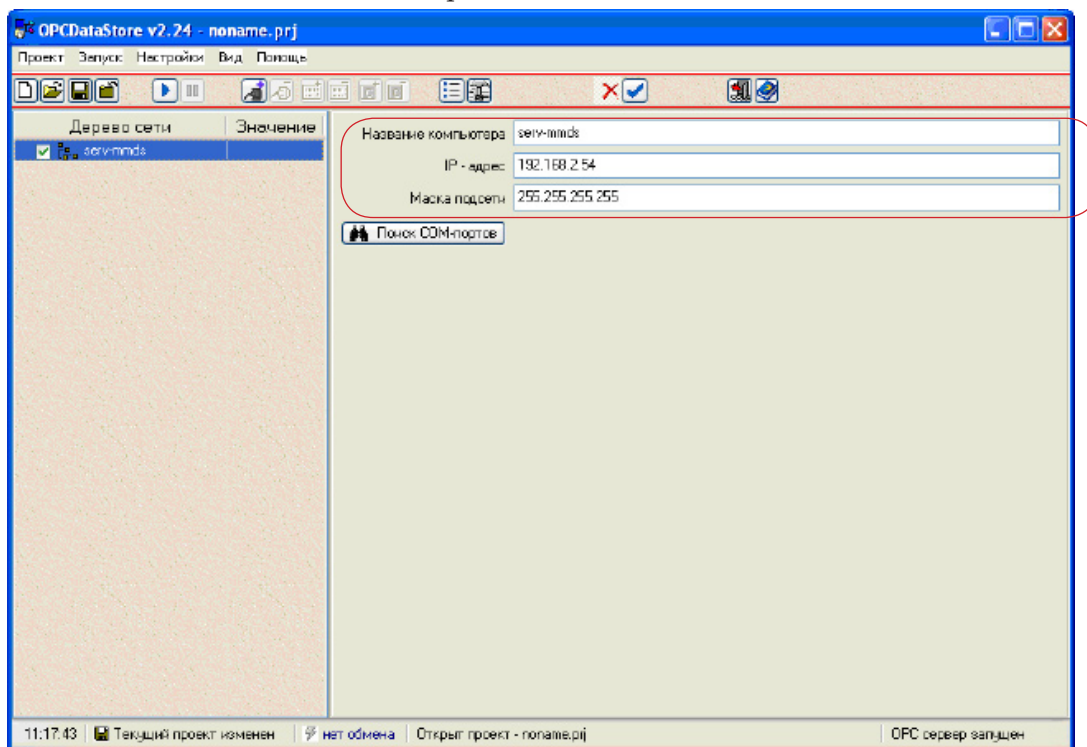 OPCDataStore v2.24 - noname.prj
Проект Запуск Настройки Вид Помощь
Дерево сети Значение
serv-mmds
Название компьютера serv-mmds
IP - адрес 192.168.2.54
Маска подсети 255.255.255.255
Поиск COM-портов
11:17:43 Текущий проект изменен нет обмена Открыт проект - noname.prj OPC сервер запущен